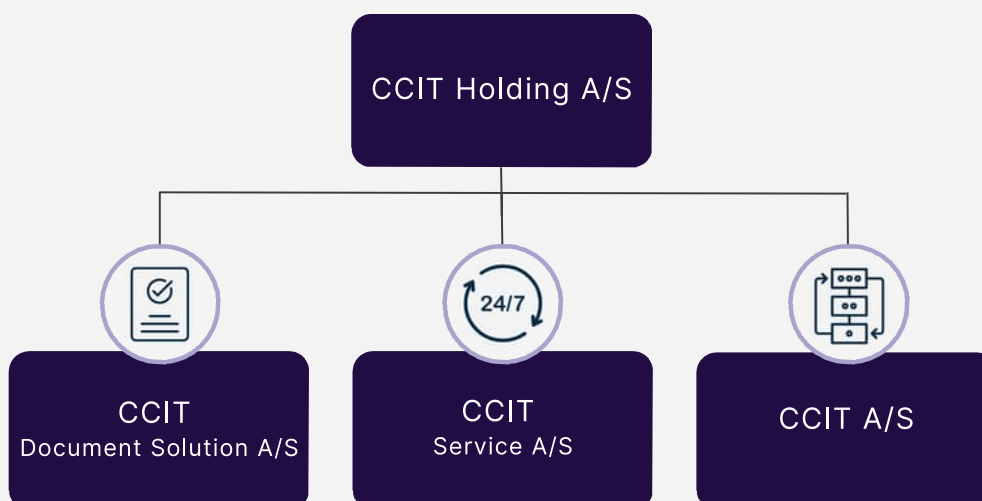 CCIT Holding A/S
24/7
CCIT
Document Solution A/S
CCIT
Service A/S
CCIT A/S